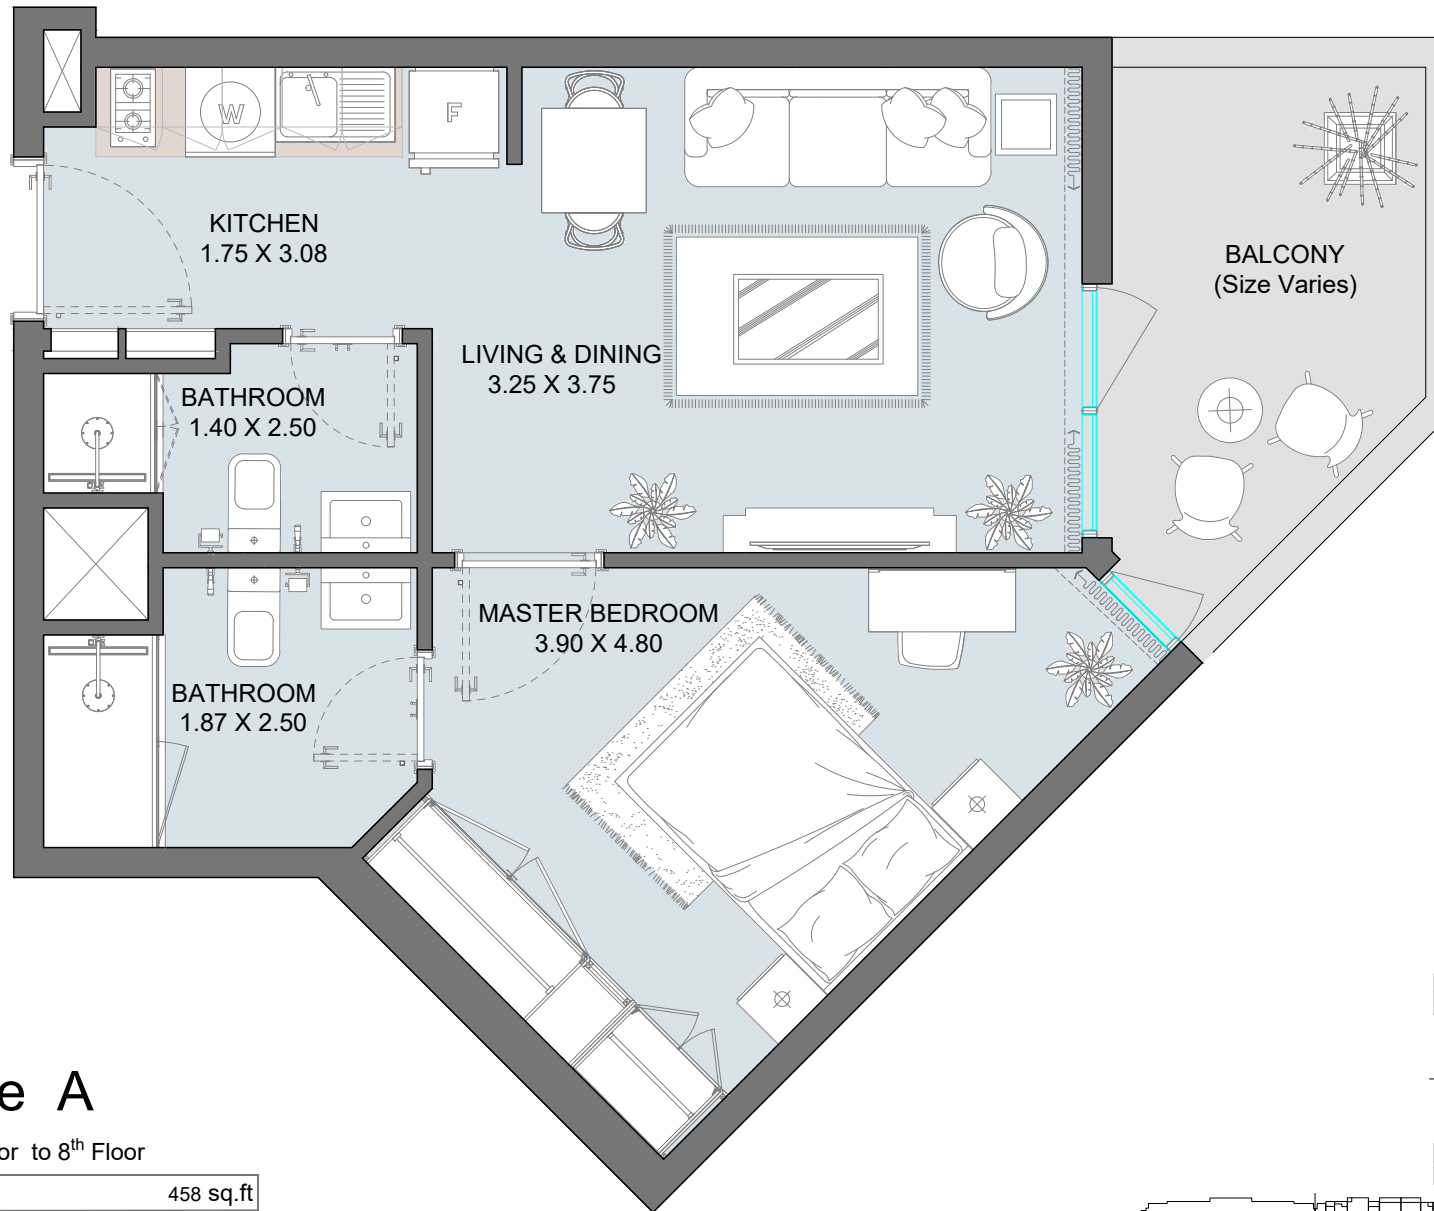 W
F
KITCHEN
1.75 X 3.08
BALCONY
(Size Varies)
LIVING & DINING
3.25 X 3.75
BATHROOM
1.40 X 2.50
MASTER BEDROOM
3.90 X 4.80
BATHROOM
1.87 X 2.50
e A
or to 8th Floor
458 sq.ft